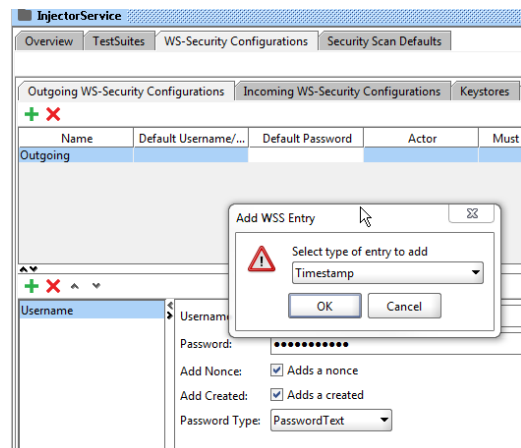 InjectorService
Overview TestSuites WS-Security Configurations Security Scan Defaults
Outgoing WS-Security Configurations Incoming WS-Security Configurations Keystores
Name Default Username/... Default Password Actor Must
Outgoing
Add WSS Entry
Select type of entry to add
Timestamp
OK Cancel
Username
Username
Password: •••••••••••
Add Nonce: Adds a nonce
Add Created: Adds a created
Password Type: PasswordText